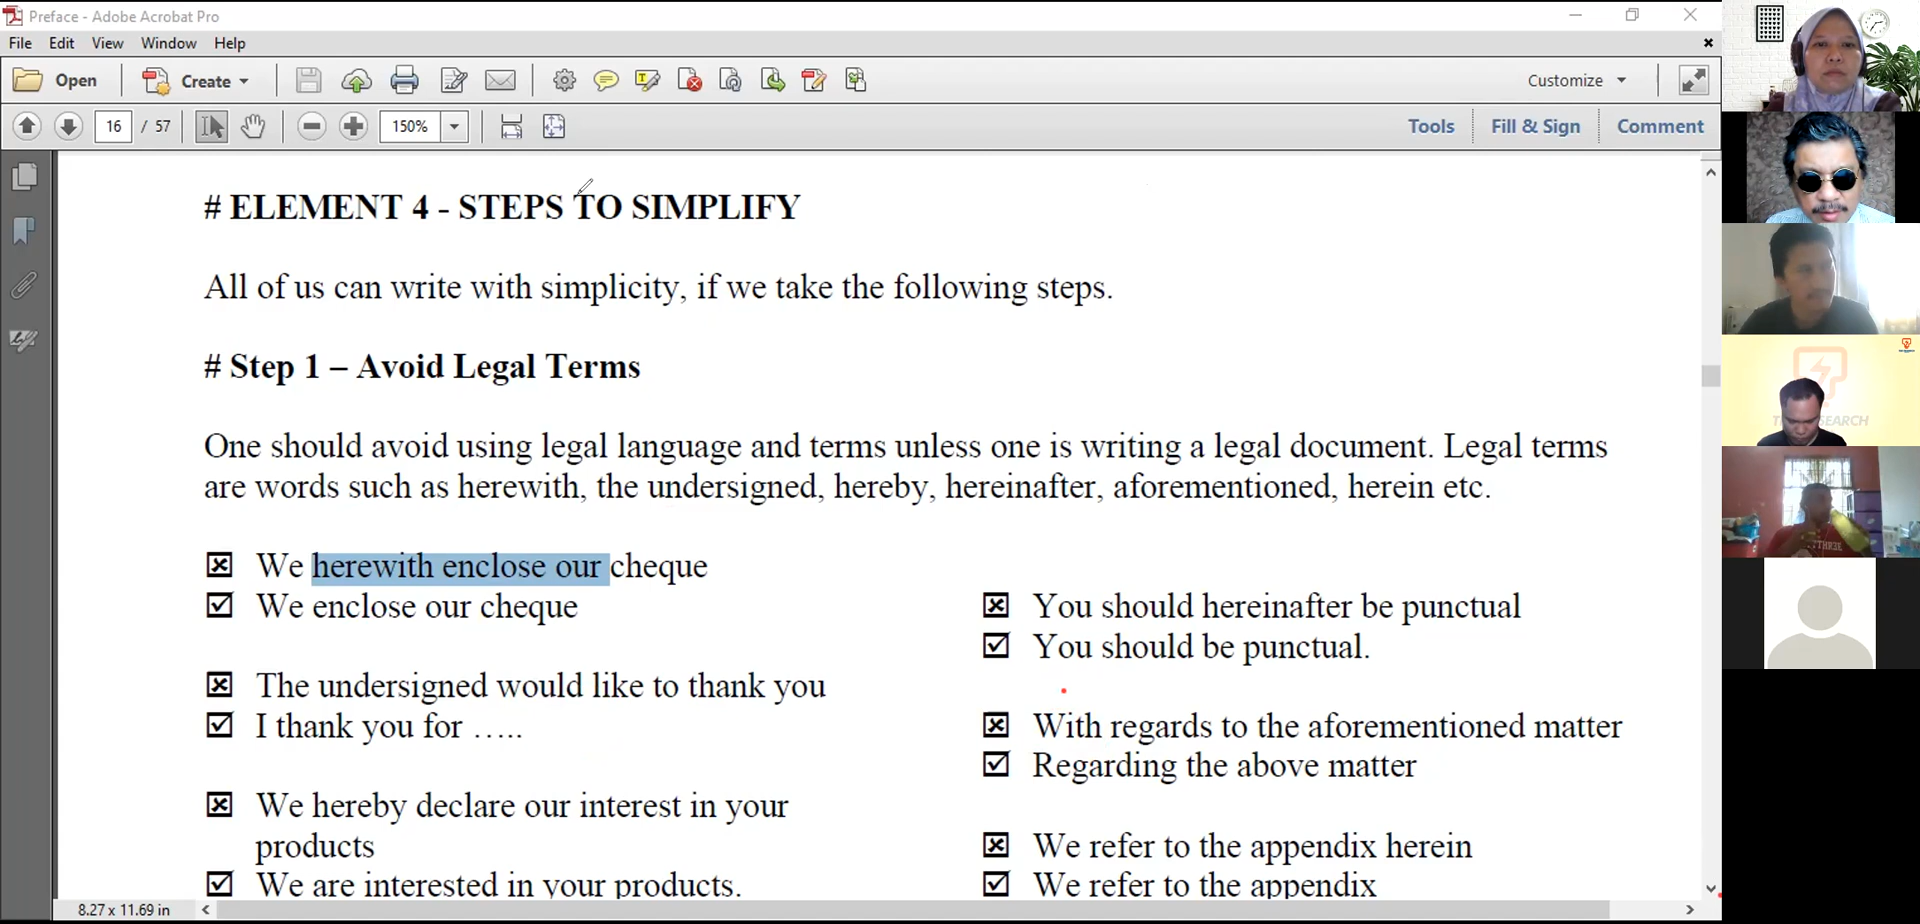 Preface - Adobe Acrobat Pro
File Edit View Window Help
Open Create Customize
16 / 57 150% Tools Fill & Sign Comment
# ELEMENT 4 - STEPS TO SIMPLIFY
All of us can write with simplicity, if we take the following steps.
# Step 1 – Avoid Legal Terms
One should avoid using legal language and terms unless one is writing a legal document. Legal terms
are words such as herewith, the undersigned, hereby, hereinafter, aforementioned, herein etc.
We herewith enclose our cheque
We enclose our cheque
The undersigned would like to thank you
I thank you for …..
We hereby declare our interest in your
products
We are interested in your products.
You should hereinafter be punctual
You should be punctual.
With regards to the aforementioned matter
Regarding the above matter
We refer to the appendix herein
We refer to the appendix
8.27 x 11.69 in